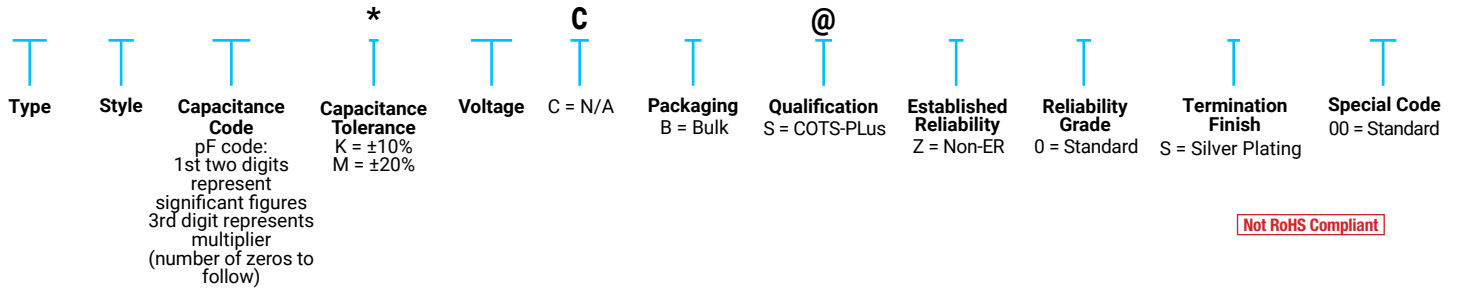 *
C
@
Type
Style
Capacitance
Code
pF code:
1st two digits
represent
significant figures
3rd digit represents
multiplier
(number of zeros to
follow)
Capacitance
Tolerance
K = ±10%
M = ±20%
Voltage
C = N/A
Packaging
B = Bulk
Qualification
S = COTS-PLus
Established
Reliability
Z = Non-ER
Reliability
Grade
0 = Standard
Termination
Finish
S = Silver Plating
Special Code
00 = Standard
Not RoHS Compliant